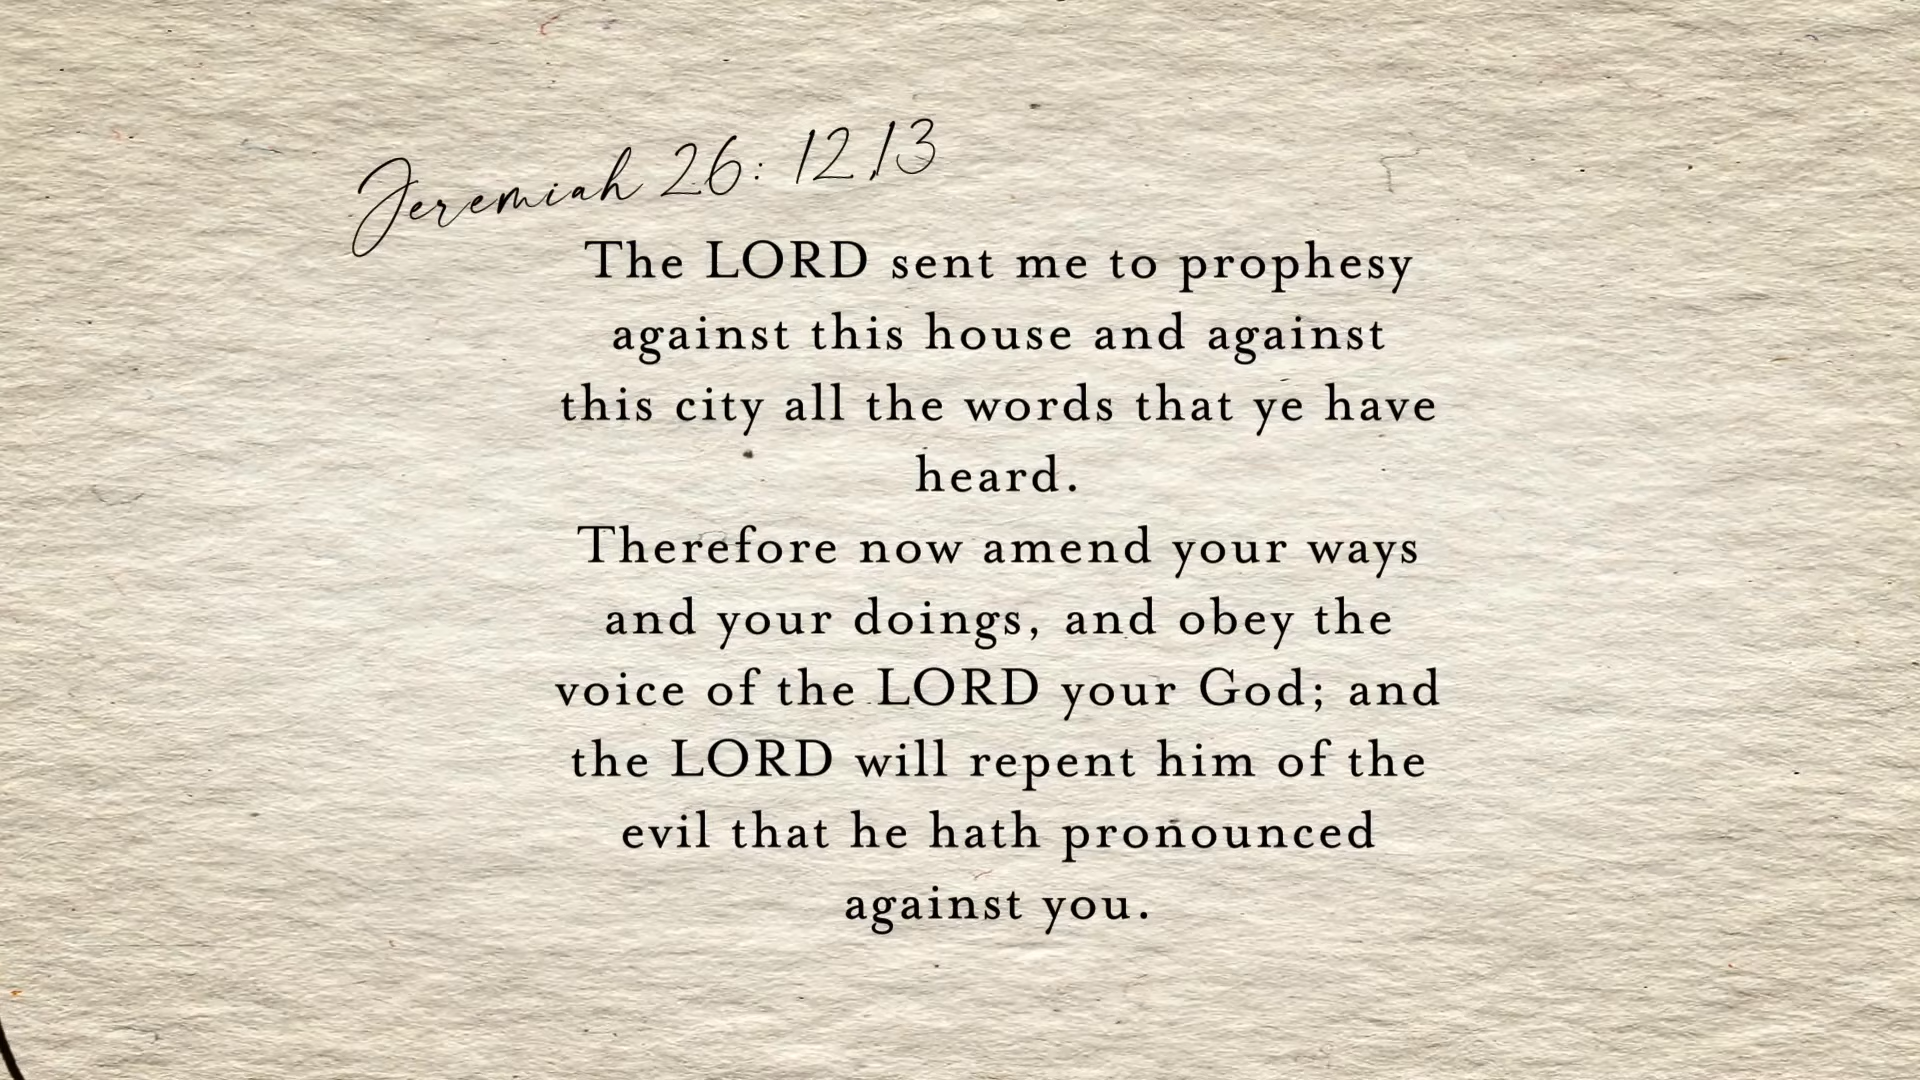 Jeremiah 26: 12,13
The LORD sent me to prophesy
against this house and against
this city all the words that ye have
heard.
Therefore now amend your ways
and your doings, and obey the
voice of the LORD your God; and
the LORD will repent him of the
evil that he hath pronounced
against you.